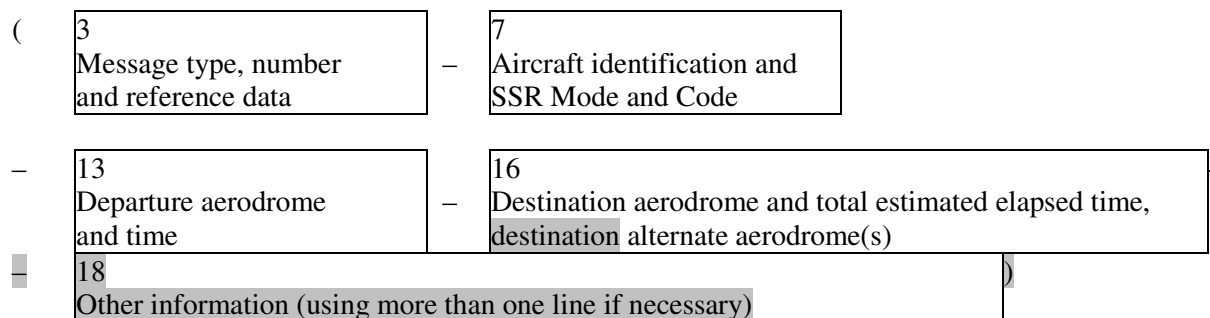 ( 3 7
Message type, number – Aircraft identification and
and reference data SSR Mode and Code
– 13 16
Departure aerodrome – Destination aerodrome and total estimated elapsed time,
and time destination alternate aerodrome(s)
– 18 )
Other information (using more than one line if necessary)